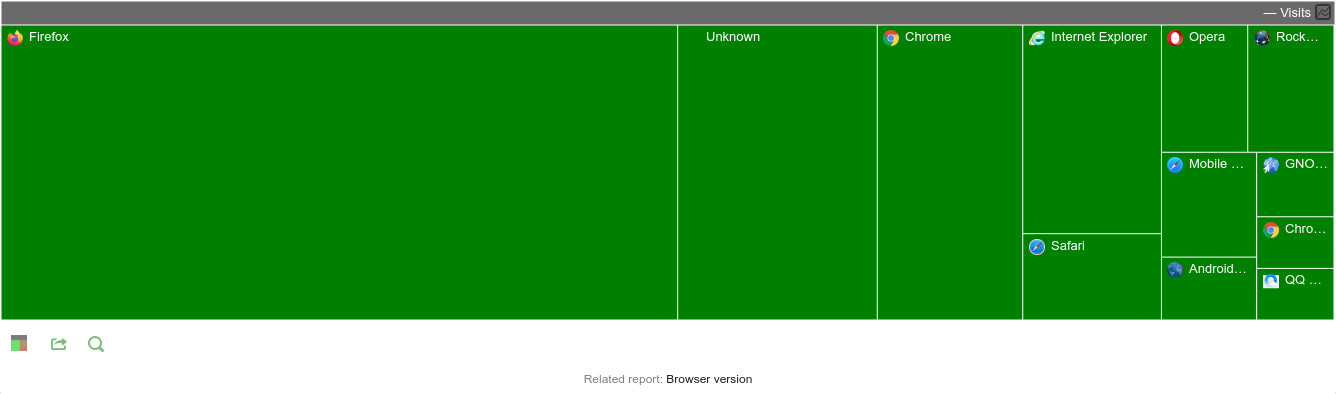 — Visits
Firefox
Unknown
Chrome
Internet Explorer
Opera
Rock…
Mobile …
GNO…
Chro…
Safari
Android…
QQ …
Related report: Browser version